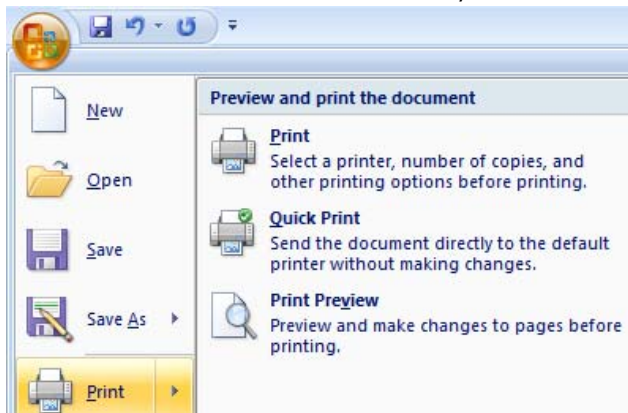 New
Open
Save
Save As
Print
Preview and print the document
Print
Select a printer, number of copies, and
other printing options before printing.
Quick Print
Send the document directly to the default
printer without making changes.
Print Preview
Preview and make changes to pages before
printing.